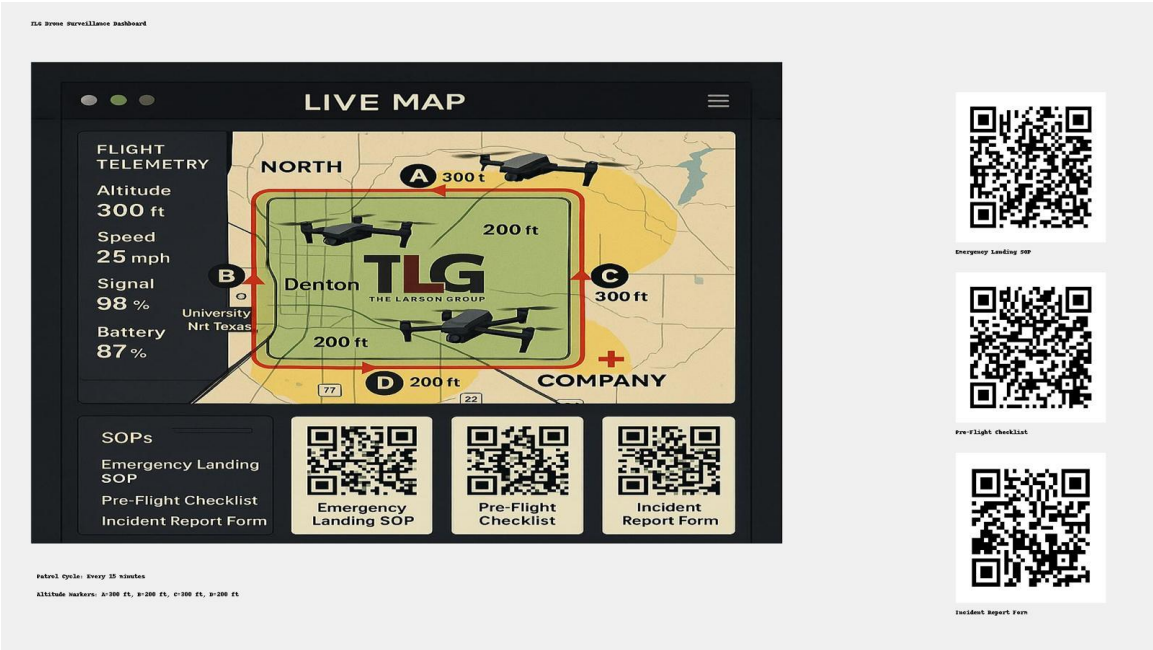 TLG Drone Surveillance Dashboard
LIVE MAP
FLIGHT
TELEMETRY
Altitude
300 ft
Speed
25 mph
Signal
98 %
Battery
87%
NORTH
A
300 t
200 ft
B
TLG
THE LARSON GROUP
Denton
C
300 ft
University
Nrt Texas
200 ft
77
D
200 ft
22
COMPANY
SOPs
Emergency Landing
SOP
Pre-Flight Checklist
Incident Report Form
Emergency
Landing SOP
Pre-Flight
Checklist
Incident
Report Form
Emergency Landing SOP
Pre-Flight Checklist
Incident Report Form
Patrol Cycle: Every 15 minutes
Altitude Markers: A=300 ft, B=200 ft, C=300 ft, D=200 ft